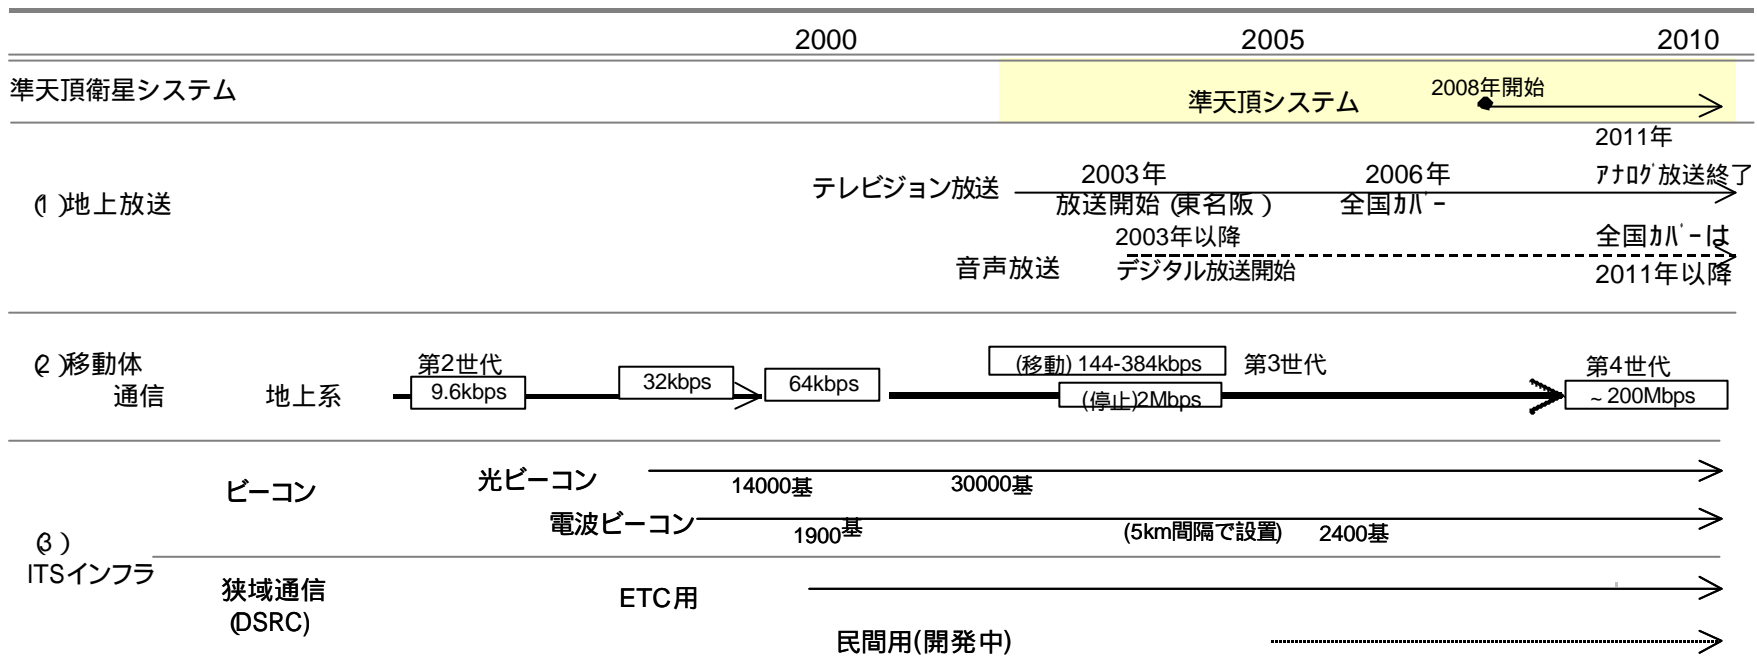 2000 2005 2010
準天頂衛星システム
準天頂システム
2008年開始
(1)地上放送
テレビジョン放送
2003年
放送開始(東名阪)
2006年
全国ｶﾊﾞｰ
2011年
ｱﾅﾛｸﾞ放送終了
音声放送
2003年以降
デジタル放送開始
全国ｶﾊﾞｰは
2011年以降
(2)移動体
通信
地上系
第2世代
9.6kbps
32kbps
64kbps
(移動) 144-384kbps
(停止)2Mbps
第3世代
第4世代
~ 200Mbps
(3)
ITSインフラ
ビーコン
光ビーコン
14000基
30000基
電波ビーコン
1900基
(5km間隔で設置)
2400基
狭域通信
(DSRC)
ETC用
民間用(開発中)